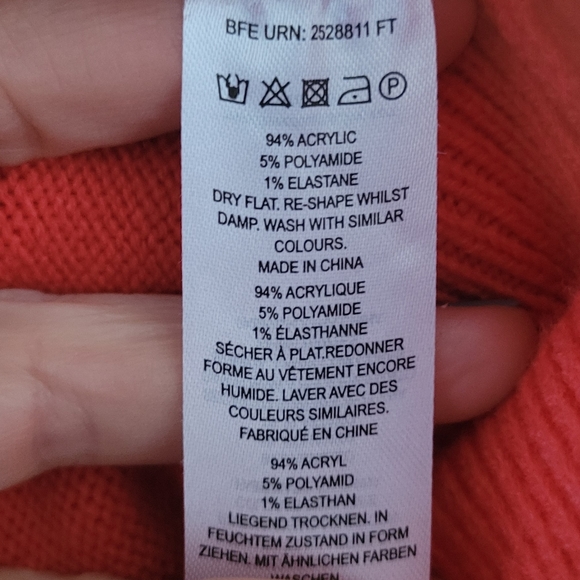 BFE URN: 2528811 FT
P
94% ACRYLIC
5% POLYAMIDE
1% ELASTANE
DRY FLAT. RE-SHAPE WHILST
DAMP. WASH WITH SIMILAR
COLOURS.
MADE IN CHINA
94% ACRYLIQUE
5% POLYAMIDE
1% ÉLASTHANNE
SÉCHER À PLAT.REDONNER
FORME AU VÊTEMENT ENCORE
HUMIDE. LAVER AVEC DES
COULEURS SIMILAIRES.
FABRIQUÉ EN CHINE
94% ACRYL
5% POLYAMID
1% ELASTHAN
LIEGEND TROCKNEN. IN
FEUCHTEM ZUSTAND IN FORM
ZIEHEN. MIT ÄHNLICHEN FARBEN
WASCHEN